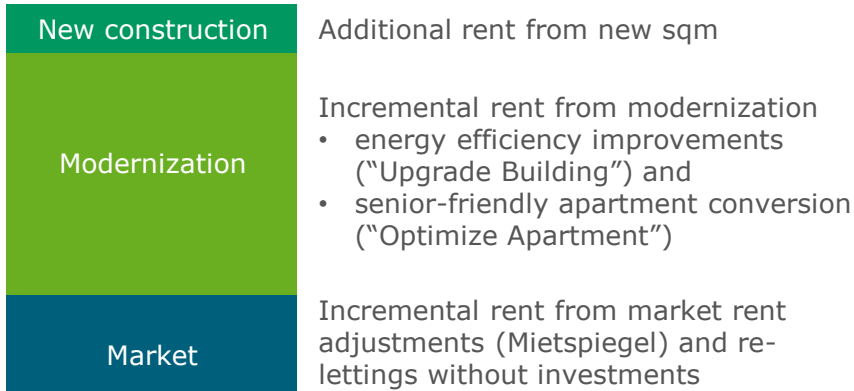 New construction
Additional rent from new sqm
Modernization
Incremental rent from modernization
• energy efficiency improvements
(“Upgrade Building”) and
• senior-friendly apartment conversion
(“Optimize Apartment”)
Market
Incremental rent from market rent
adjustments (Mietspiegel) and re-
lettings without investments